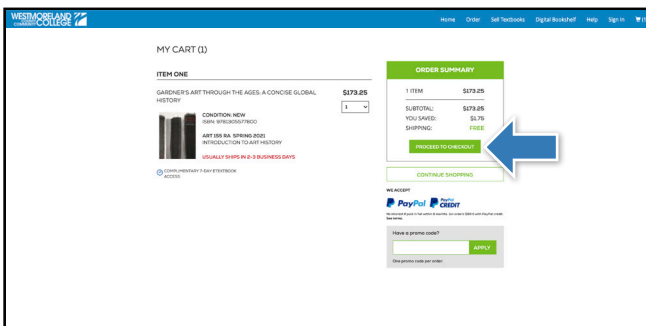 WESTMORELAND
COMMUNITY COLLEGE
Home Order Sell Textbooks Digital Bookshelf Help Sign in
MY CART (1)
ITEM ONE
GARDNER'S ART THROUGH THE AGES: A CONCISE GLOBAL HISTORY
$173.25
1
CONDITION: NEW
ISBN: 9781305577800
ART 155 RA SPRING 2021
INTRODUCTION TO ART HISTORY
USUALLY SHIPS IN 2-3 BUSINESS DAYS
COMPLIMENTARY 7-DAY ETEXTBOOK
ACCESS
ORDER SUMMARY
1 ITEM $173.25
SUBTOTAL: $173.25
YOU SAVED: $1.75
SHIPPING: FREE
PROCEED TO CHECKOUT
CONTINUE SHOPPING
WE ACCEPT
PayPal PayPal CREDIT
See terms.
Have a promo code?
APPLY
One promo code per order.